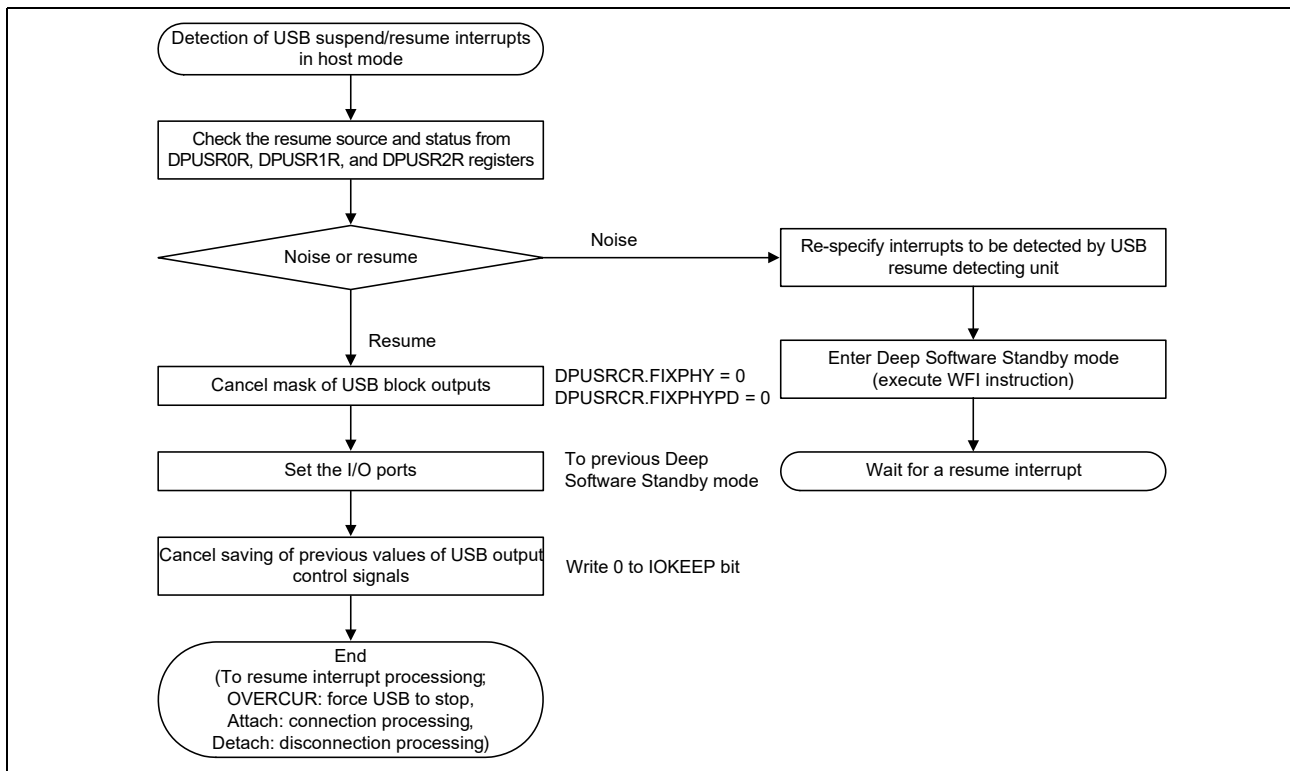 Detection of USB suspend/resume interrupts
in host mode
Check the resume source and status from
DPUSR0R, DPUSR1R, and DPUSR2R registers
Noise or resume
Noise
Re-specify interrupts to be detected by USB
resume detecting unit
Resume
Enter Deep Software Standby mode
(execute WFI instruction)
Cancel mask of USB block outputs
DPUSRCR.FIXPHY = 0
DPUSRCR.FIXPHYPD = 0
Set the I/O ports
To previous Deep
Software Standby mode
Wait for a resume interrupt
Cancel saving of previous values of USB output
control signals
Write 0 to IOKEEP bit
End
(To resume interrupt processiong;
OVERCUR: force USB to stop,
Attach: connection processing,
Detach: disconnection processing)